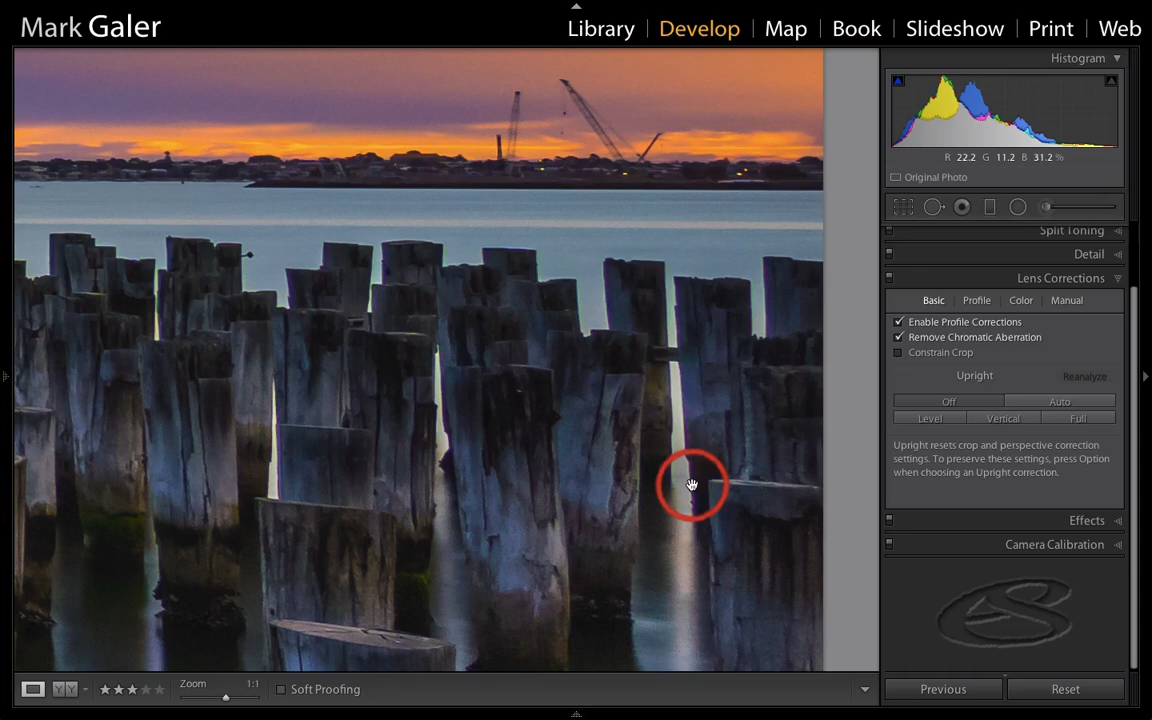 Mark Galer
Library | Develop | Map | Book | Slideshow | Print | Web
Histogram
R 22.2 G 11.2 B 31.2 %
Original Photo
Split Toning
Detail
Lens Corrections
Basic | Profile | Color | Manual
Enable Profile Corrections
Remove Chromatic Aberration
Constrain Crop
Upright Reanalyze
Off Auto
Level Vertical Full
Upright resets crop and perspective correction
settings. To preserve these settings, press Option
when choosing an Upright correction.
Effects
Camera Calibration
Zoom 1:1
Soft Proofing
Previous Reset